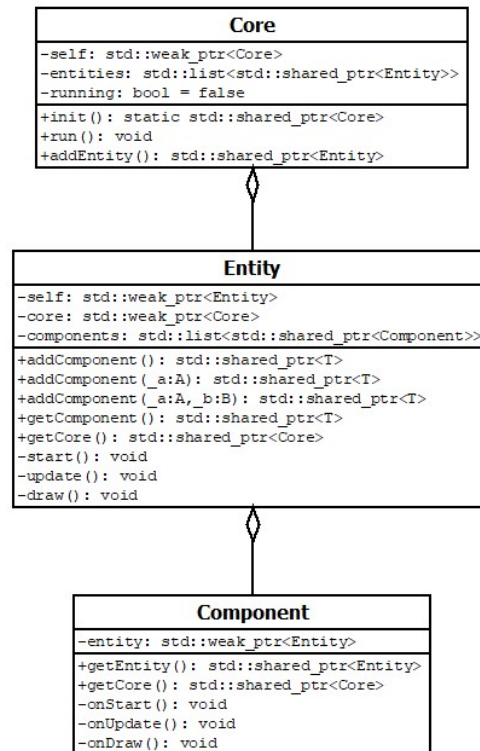 Core
-self: std::weak_ptr<Core>
-entities: std::list<std::shared_ptr<Entity>>
-running: bool = false
+init(): static std::shared_ptr<Core>
+run(): void
+addEntity(): std::shared_ptr<Entity>
Entity
-self: std::weak_ptr<Entity>
-core: std::weak_ptr<Core>
-components: std::list<std::shared_ptr<Component>>
+addComponent(): std::shared_ptr<T>
+addComponent(_a:A): std::shared_ptr<T>
+addComponent(_a:A,_b:B): std::shared_ptr<T>
+getComponent(): std::shared_ptr<T>
+getCore(): std::shared_ptr<Core>
-start(): void
-update(): void
-draw(): void
Component
-entity: std::weak_ptr<Entity>
+getEntity(): std::shared_ptr<Entity>
+getCore(): std::shared_ptr<Core>
-onStart(): void
-onUpdate(): void
-onDraw(): void